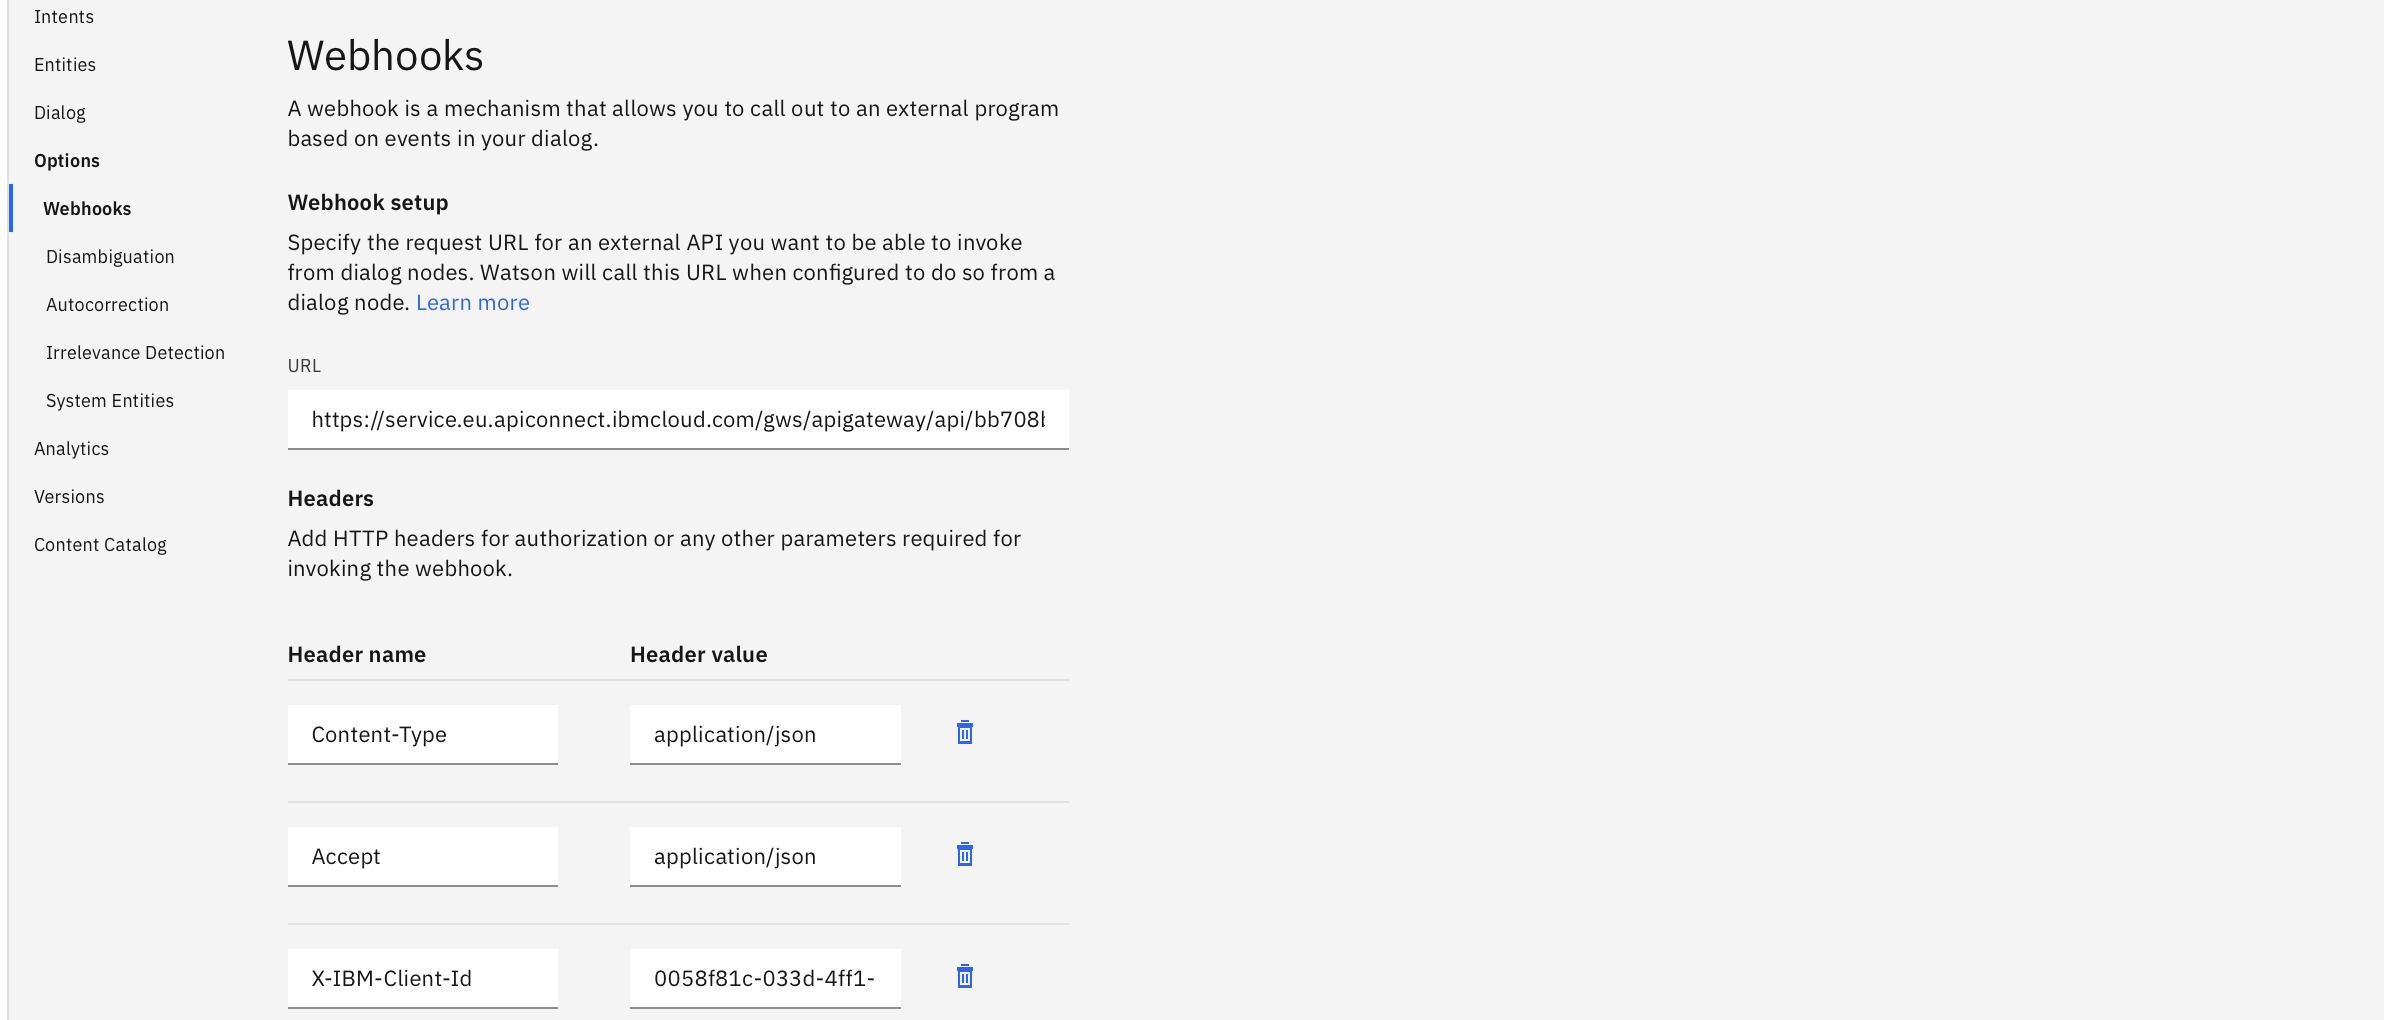 Intents
Entities
Dialog
Options
Webhooks
Disambiguation
Autocorrection
Irrelevance Detection
System Entities
Analytics
Versions
Content Catalog
Webhooks
A webhook is a mechanism that allows you to call out to an external program
based on events in your dialog.
Webhook setup
Specify the request URL for an external API you want to be able to invoke
from dialog nodes. Watson will call this URL when configured to do so from a
dialog node. Learn more
URL
https://service.eu.apiconnect.ibmcloud.com/gws/apigateway/api/bb708b
Headers
Add HTTP headers for authorization or any other parameters required for
invoking the webhook.
Header name Header value
Content-Type application/json
Accept application/json
X-IBM-Client-Id 0058f81c-033d-4ff1-